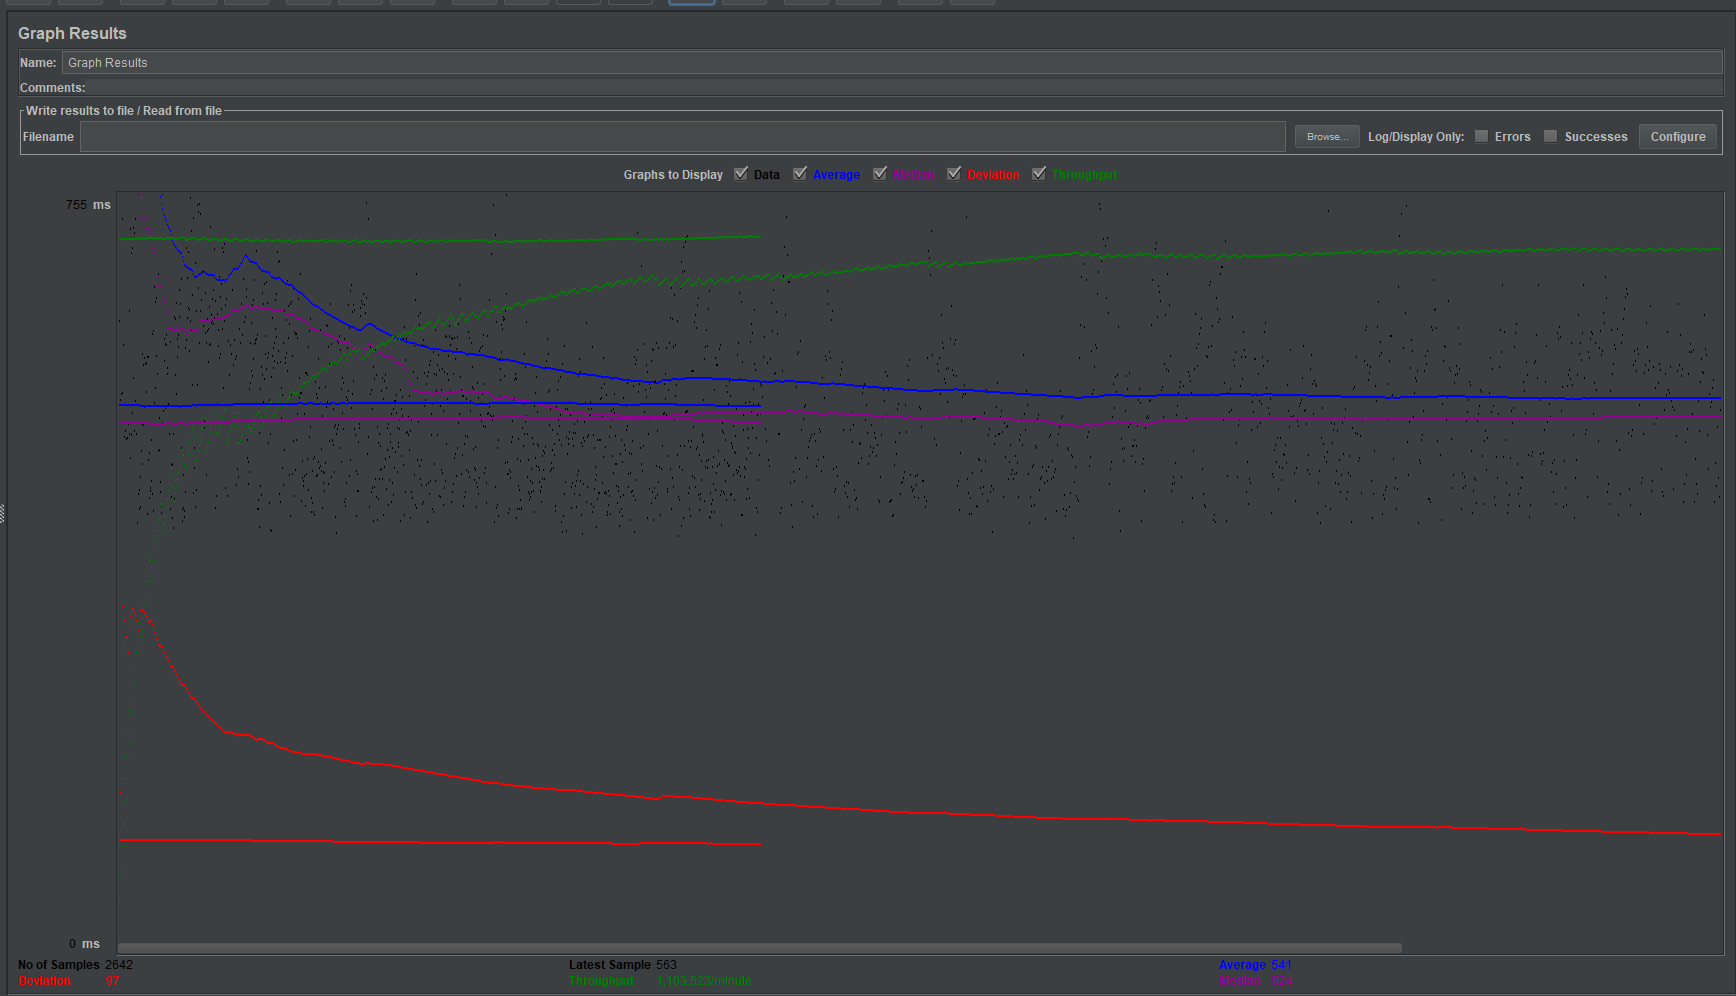 Graph Results
Name: Graph Results
Comments:
Write results to file / Read from file
Filename Browse... Log/Display Only: Errors Successes Configure
Graphs to Display Data Average Median Deviation Throughput
755 ms
0 ms
No of Samples 2642 Latest Sample 563 Average 541
Deviation 97 Throughput 1,103.523/minute Median 524